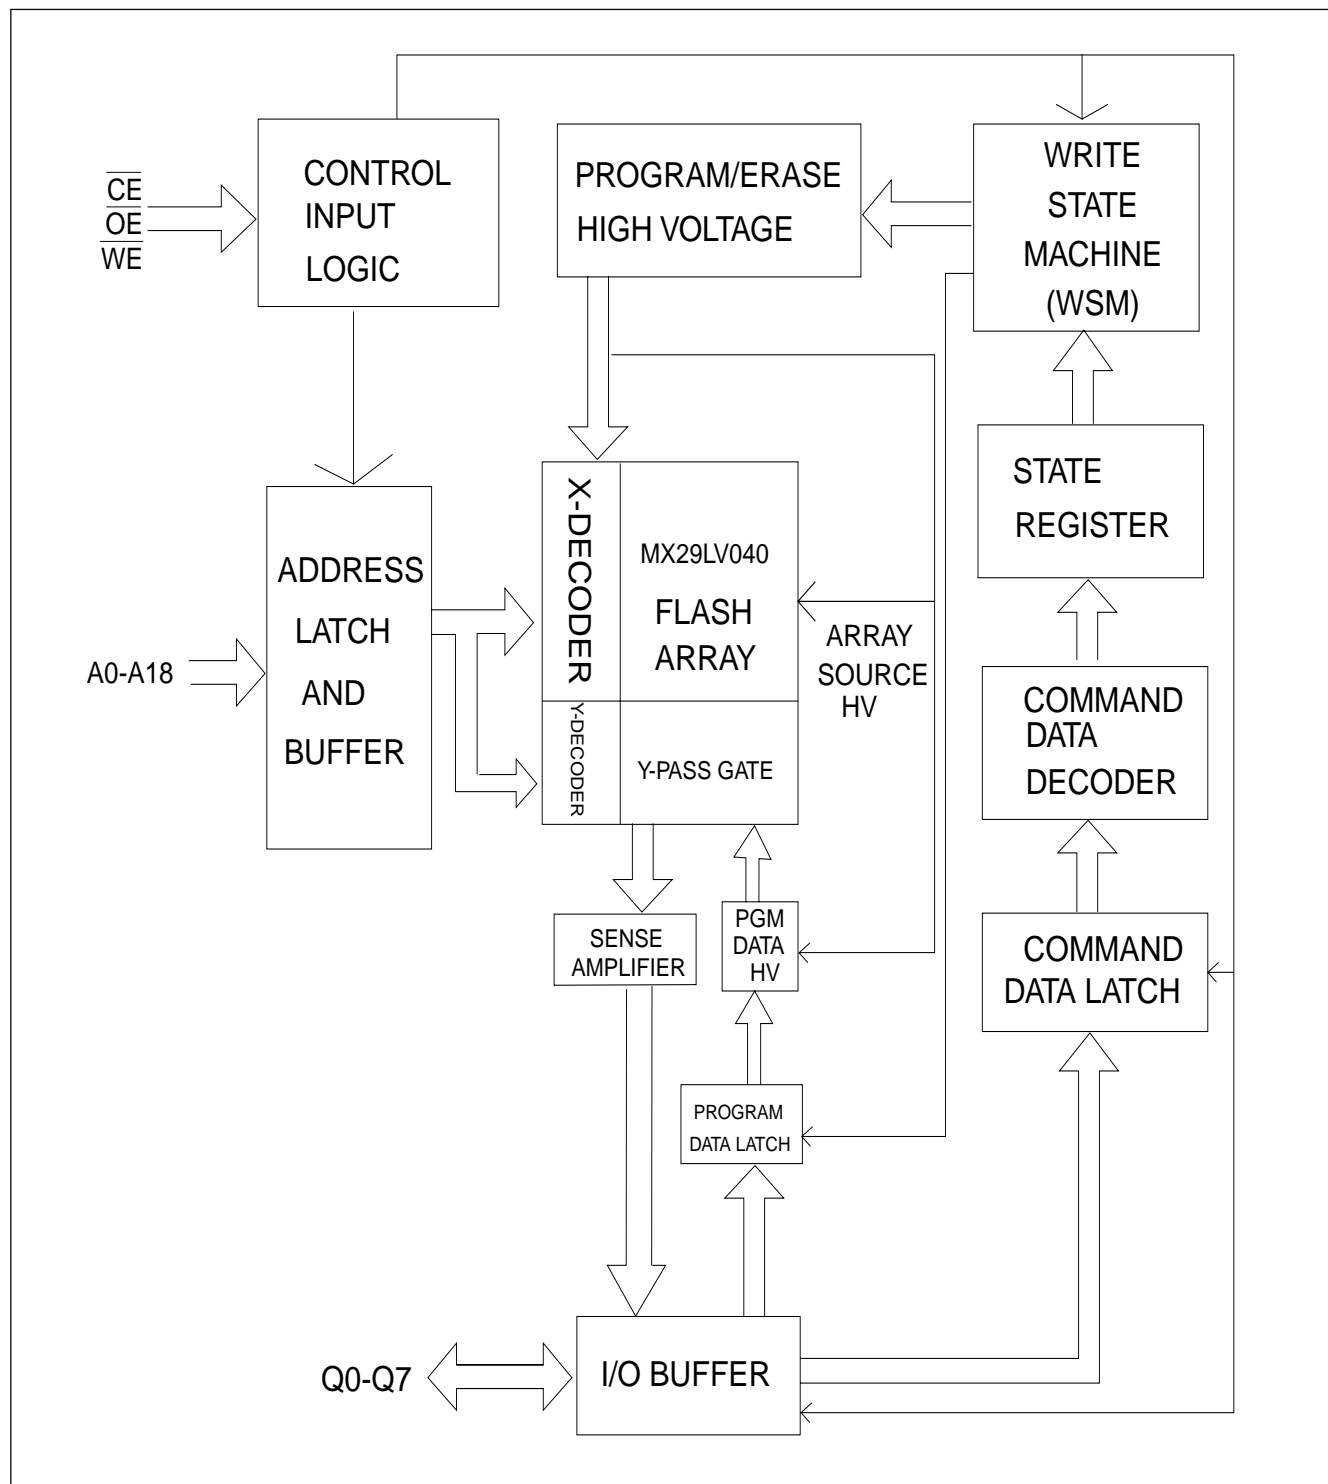 CE
OE
WE
CONTROL
INPUT
LOGIC
PROGRAM/ERASE
HIGH VOLTAGE
WRITE
STATE
MACHINE
(WSM)
STATE
REGISTER
X-DECODER
MX29LV040
FLASH
ARRAY
ADDRESS
LATCH
AND
BUFFER
A0-A18
ARRAY
SOURCE
HV
Y-DECODER
Y-PASS GATE
COMMAND
DATA
DECODER
SENSE
AMPLIFIER
PGM
DATA
HV
COMMAND
DATA LATCH
PROGRAM
DATA LATCH
Q0-Q7
I/O BUFFER